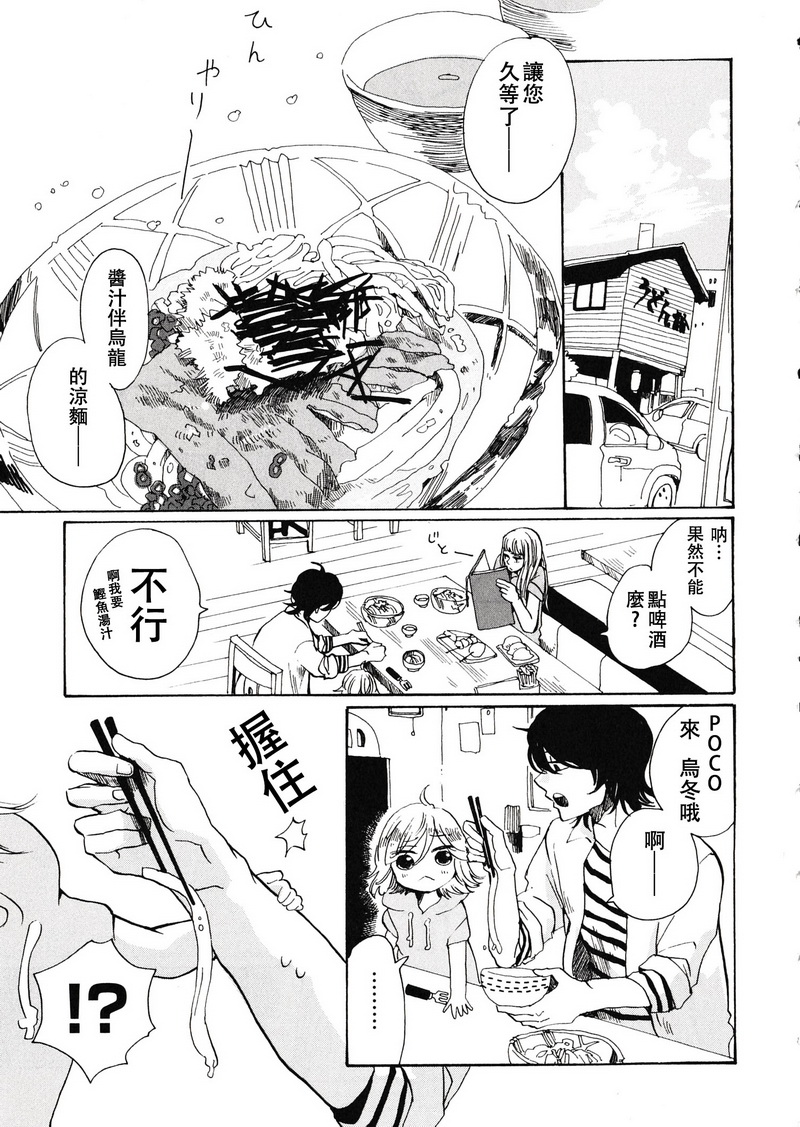 讓您
久等了——
ひん
やりー
醬汁伴烏龍
的涼麵——
うどん
吶…
果然不能
點啤酒
麼?
じとー
不行
啊我要
鰹魚湯汁
POCO
來 烏冬哦
啊——
………
握住
!?